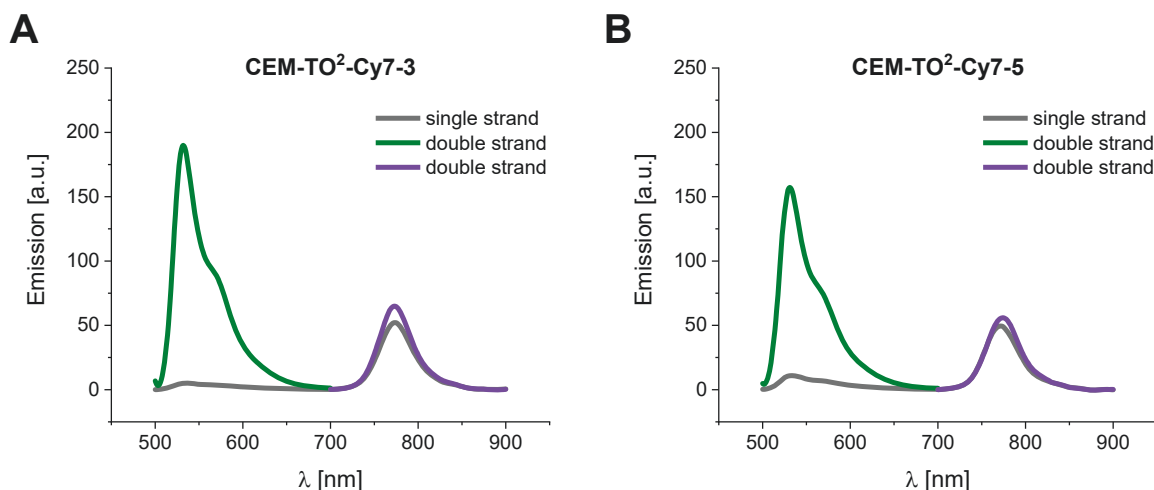 A
CEM-TO²-Cy7-3
250
200
150
100
50
0
Emission [a.u.]
single strand
double strand
double strand
500 600 700 800 900
λ [nm]
B
CEM-TO²-Cy7-5
250
200
150
100
50
0
Emission [a.u.]
single strand
double strand
double strand
500 600 700 800 900
λ [nm]